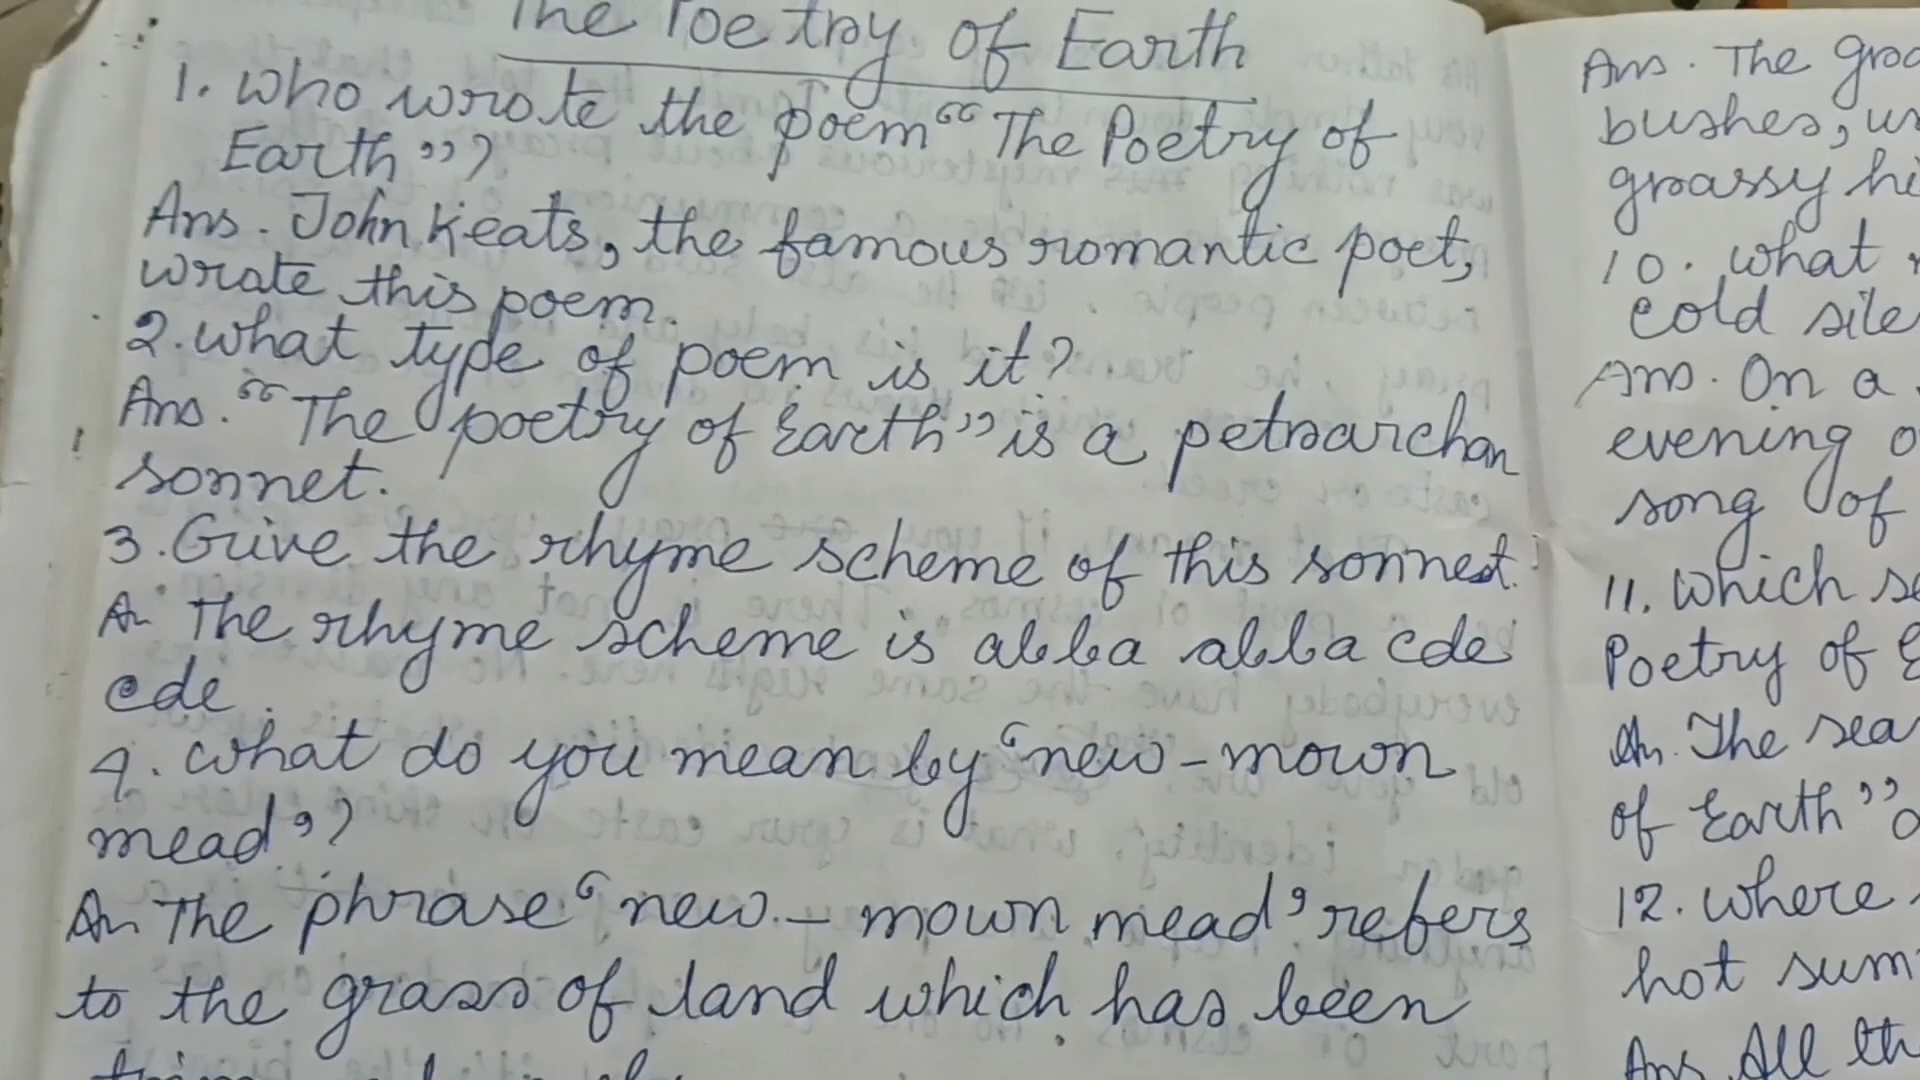 The Poetry of Earth
1. Who wrote the poem "The Poetry of
Earth"?
Ans. John Keats, the famous romantic poet,
wrote this poem.
2. What type of poem is it?
Ans. "The poetry of Earth" is a petrarchan
sonnet.
3. Give the rhyme scheme of this sonnet.
An The rhyme scheme is abba abba cde
cde.
4. What do you mean by 'new-mown
mead'?
An The phrase 'new-mown mead' refers
to the grass of land which has been
Ans. The
bushes,
grassy
10. what
cold
Ans. On a
evening
song of
11. Which
Poetry of
An. The
of Earth"
12. where
hot
Ans. All